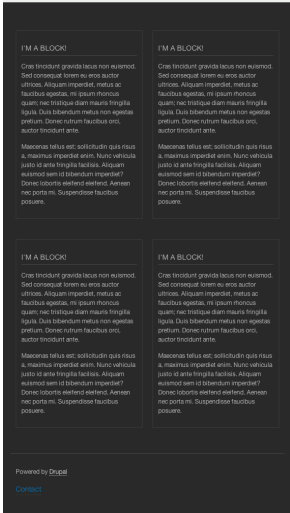 I'M A BLOCK!
Cras tincidunt gravida lacus non euismod.
Sed consequat lorem eu eros auctor
ultrices. Aliquam imperdiet, metus ac
faucibus egestas, mi ipsum rhoncus
quam; nec tristique diam mauris fringilla
ligula. Duis bibendum metus non egestas
pretium. Donec rutrum faucibus orci,
auctor tincidunt ante.
Maecenas tellus est; sollicitudin quis risus
a, maximus imperdiet enim. Nunc vehicula
justo id ante fringilla facilisis. Aliquam
euismod sem id bibendum imperdiet?
Donec lobortis eleifend eleifend. Aenean
nec porta mi. Suspendisse faucibus
posuere.
I'M A BLOCK!
Cras tincidunt gravida lacus non euismod.
Sed consequat lorem eu eros auctor
ultrices. Aliquam imperdiet, metus ac
faucibus egestas, mi ipsum rhoncus
quam; nec tristique diam mauris fringilla
ligula. Duis bibendum metus non egestas
pretium. Donec rutrum faucibus orci,
auctor tincidunt ante.
Maecenas tellus est; sollicitudin quis risus
a, maximus imperdiet enim. Nunc vehicula
justo id ante fringilla facilisis. Aliquam
euismod sem id bibendum imperdiet?
Donec lobortis eleifend eleifend. Aenean
nec porta mi. Suspendisse faucibus
posuere.
I'M A BLOCK!
Cras tincidunt gravida lacus non euismod.
Sed consequat lorem eu eros auctor
ultrices. Aliquam imperdiet, metus ac
faucibus egestas, mi ipsum rhoncus
quam; nec tristique diam mauris fringilla
ligula. Duis bibendum metus non egestas
pretium. Donec rutrum faucibus orci,
auctor tincidunt ante.
Maecenas tellus est; sollicitudin quis risus
a, maximus imperdiet enim. Nunc vehicula
justo id ante fringilla facilisis. Aliquam
euismod sem id bibendum imperdiet?
Donec lobortis eleifend eleifend. Aenean
nec porta mi. Suspendisse faucibus
posuere.
I'M A BLOCK!
Cras tincidunt gravida lacus non euismod.
Sed consequat lorem eu eros auctor
ultrices. Aliquam imperdiet, metus ac
faucibus egestas, mi ipsum rhoncus
quam; nec tristique diam mauris fringilla
ligula. Duis bibendum metus non egestas
pretium. Donec rutrum faucibus orci,
auctor tincidunt ante.
Maecenas tellus est; sollicitudin quis risus
a, maximus imperdiet enim. Nunc vehicula
justo id ante fringilla facilisis. Aliquam
euismod sem id bibendum imperdiet?
Donec lobortis eleifend eleifend. Aenean
nec porta mi. Suspendisse faucibus
posuere.
Powered by Drupal
Contact